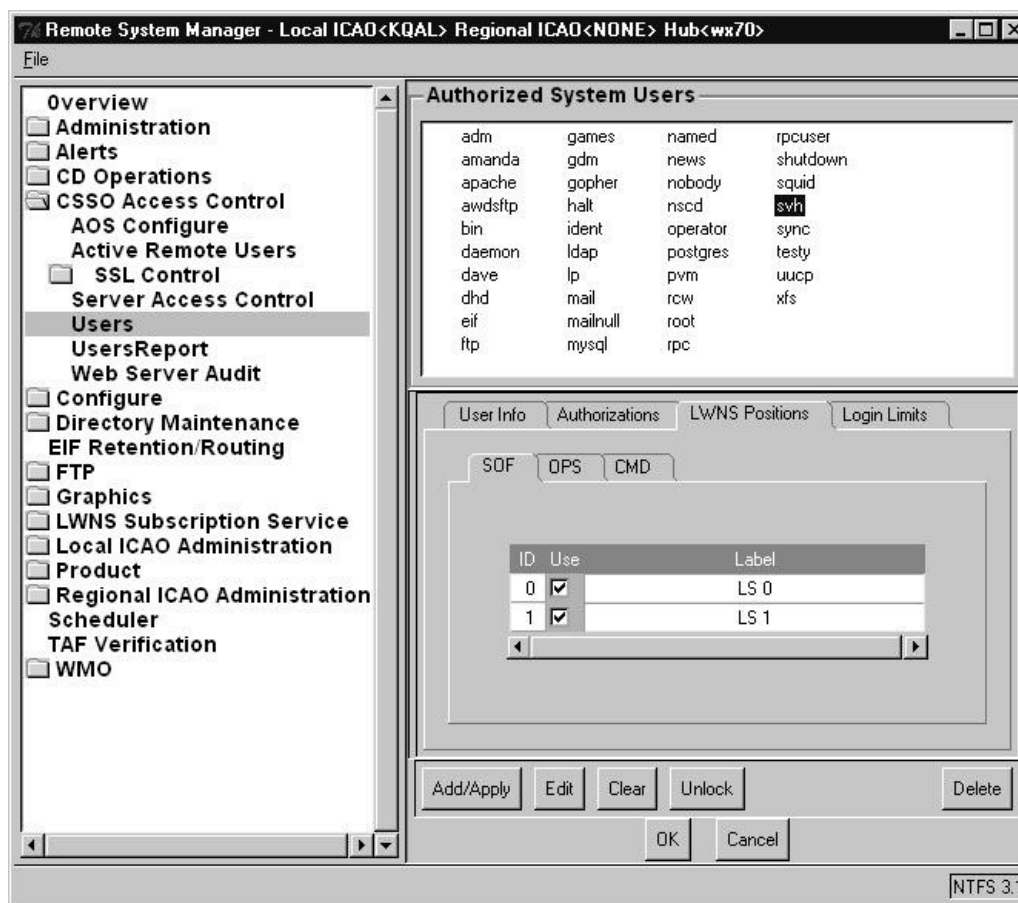 Remote System Manager - Local ICAO<KQAL> Regional ICAO<NONE> Hub<wx70>
File
Overview
Administration
Alerts
CD Operations
CSSO Access Control
AOS Configure
Active Remote Users
SSL Control
Server Access Control
Users
UsersReport
Web Server Audit
Configure
Directory Maintenance
EIF Retention/Routing
FTP
Graphics
LWNS Subscription Service
Local ICAO Administration
Product
Regional ICAO Administration
Scheduler
TAF Verification
WMO
Authorized System Users
adm games named rpcuser
amanda gdm news shutdown
apache gopher nobody squid
awdsftp halt nscd svh
bin ident operator sync
daemon ldap postgres testy
dave lp pvm uucp
dhd mail rcw xfs
eif mailnull root
ftp mysql rpc
User Info Authorizations LWNS Positions Login Limits
SOF OPS CMD
ID Use Label
0 LS 0
1 LS 1
Add/Apply Edit Clear Unlock Delete
OK Cancel
NTFS 3.